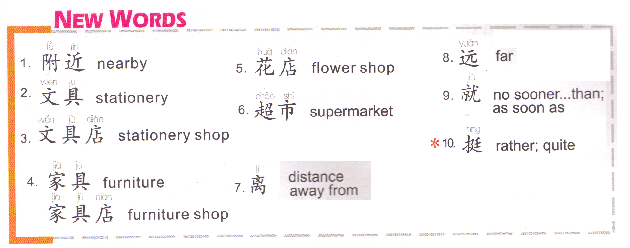 NEW WORDS
fù jìn
1. 附近 nearby
wén jù
2. 文具 stationery
wén jù diàn
3. 文具店 stationery shop
jiā jù
4. 家具 furniture
jiā jù diàn
家具店 furniture shop
huā diàn
5. 花店 flower shop
chāo shì
6. 超市 supermarket
lí
7. 离 distance
away from
yuǎn
8. 远 far
jiù
9. 就 no sooner...than;
as soon as
tǐng
*10. 挺 rather; quite